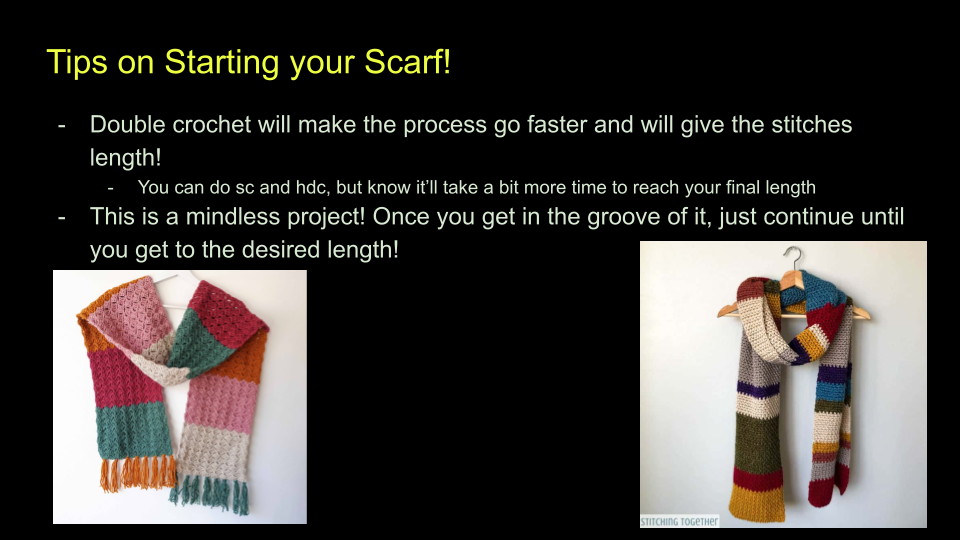 Tips on Starting your Scarf!
- Double crochet will make the process go faster and will give the stitches
length!
- You can do sc and hdc, but know it’ll take a bit more time to reach your final length
- This is a mindless project! Once you get in the groove of it, just continue until
you get to the desired length!
STITCHING TOGETHER